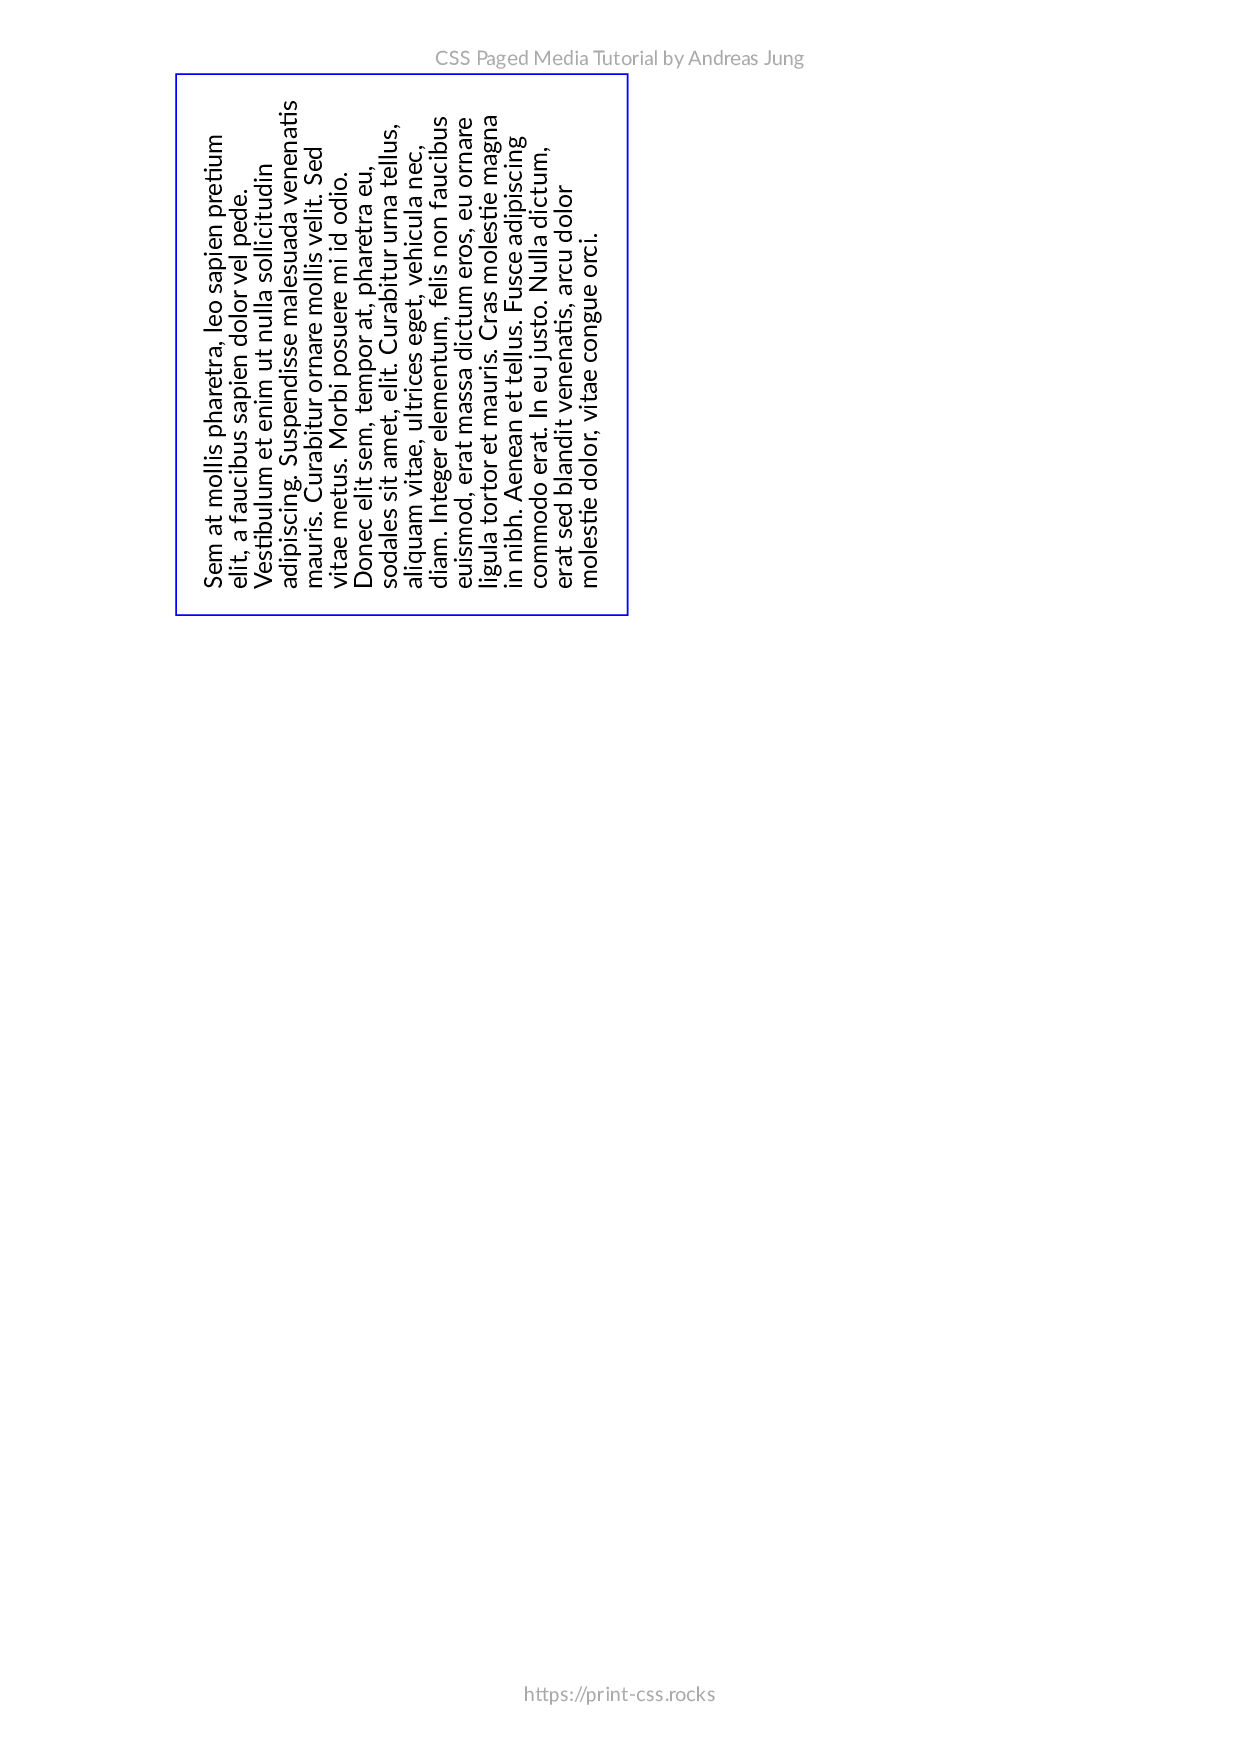 CSS Paged Media Tutorial by Andreas Jung
Sem at mollis pharetra, leo sapien pretium
elit, a faucibus sapien dolor vel pede.
Vestibulum et enim ut nulla sollicitudin
adipiscing. Suspendisse malesuada venenatis
mauris. Curabitur ornare mollis velit. Sed
vitae metus. Morbi posuere mi id odio.
Donec elit sem, tempor at, pharetra eu,
sodales sit amet, elit. Curabitur urna tellus,
aliquam vitae, ultrices eget, vehicula nec,
diam. Integer elementum, felis non faucibus
euismod, erat massa dictum eros, eu ornare
ligula tortor et mauris. Cras molestie magna
in nibh. Aenean et tellus. Fusce adipiscing
commodo erat. In eu justo. Nulla dictum,
erat sed blandit venenatis, arcu dolor
molestie dolor, vitae congue orci.
https://print-css.rocks